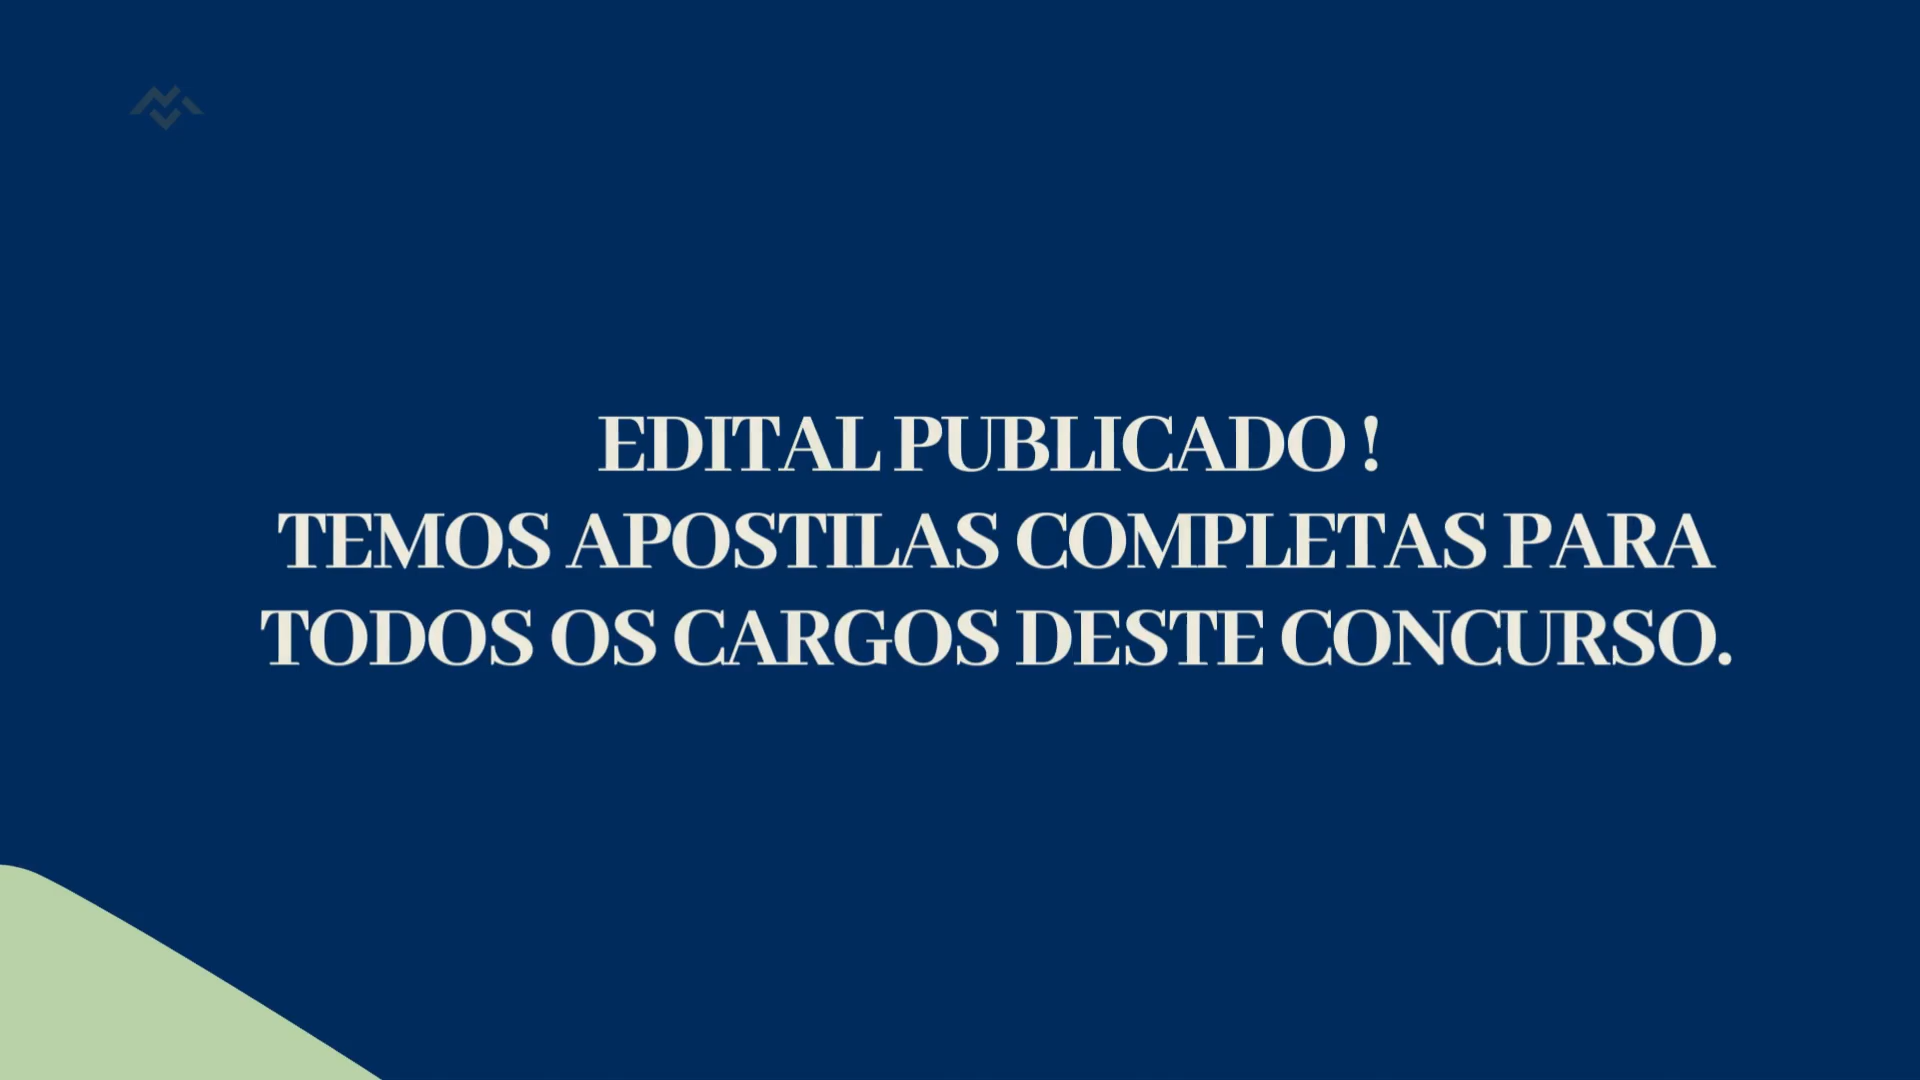 EDITAL PUBLICADO !
TEMOS APOSTILAS COMPLETAS PARA
TODOS OS CARGOS DESTE CONCURSO.